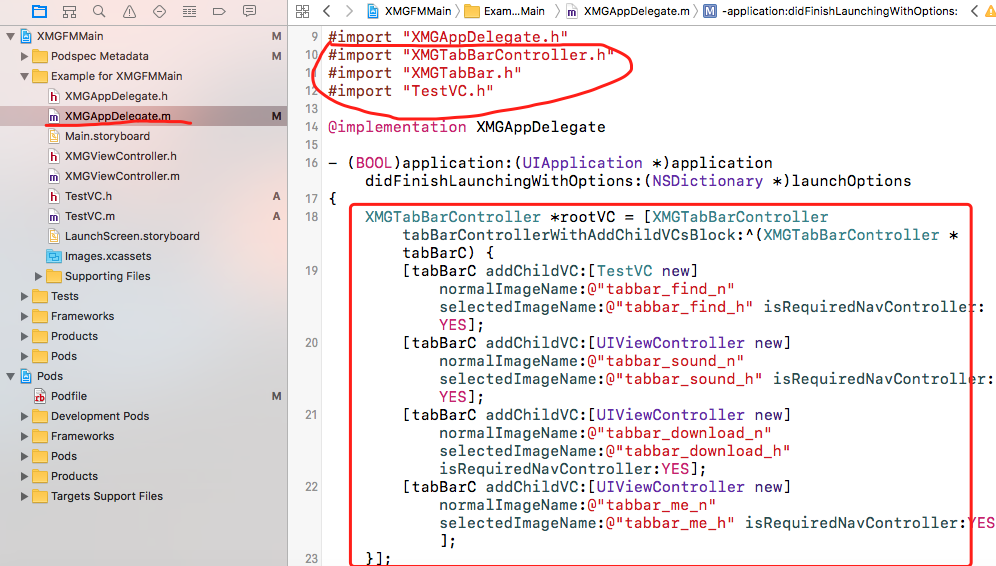 XMGFMMain
Exam...Main
XMGAppDelegate.m
-application:didFinishLaunchingWithOptions:
XMGFMMain M
Podspec Metadata M
Example for XMGFMMain
XMGAppDelegate.h
XMGAppDelegate.m M
Main.storyboard
XMGViewController.h
XMGViewController.m
TestVC.h A
TestVC.m A
LaunchScreen.storyboard
Images.xcassets
Supporting Files
Tests
Frameworks
Products
Pods
Pods
Podfile M
Development Pods
Frameworks
Pods
Products
Targets Support Files
9 #import "XMGAppDelegate.h"
10 #import "XMGTabBarController.h"
11 #import "XMGTabBar.h"
12 #import "TestVC.h"
13
14 @implementation XMGAppDelegate
15
16 - (BOOL)application:(UIApplication *)application
didFinishLaunchingWithOptions:(NSDictionary *)launchOptions
17 {
18 XMGTabBarController *rootVC = [XMGTabBarController
tabBarControllerWithAddChildVCsBlock:^(XMGTabBarController *
tabBarC) {
19 [tabBarC addChildVC:[TestVC new]
normalImageName:@"tabbar_find_n"
selectedImageName:@"tabbar_find_h" isRequiredNavController:
YES];
20 [tabBarC addChildVC:[UIViewController new]
normalImageName:@"tabbar_sound_n"
selectedImageName:@"tabbar_sound_h" isRequiredNavController:
YES];
21 [tabBarC addChildVC:[UIViewController new]
normalImageName:@"tabbar_download_n"
selectedImageName:@"tabbar_download_h"
isRequiredNavController:YES];
22 [tabBarC addChildVC:[UIViewController new]
normalImageName:@"tabbar_me_n"
selectedImageName:@"tabbar_me_h" isRequiredNavController:YES
];
23 }];